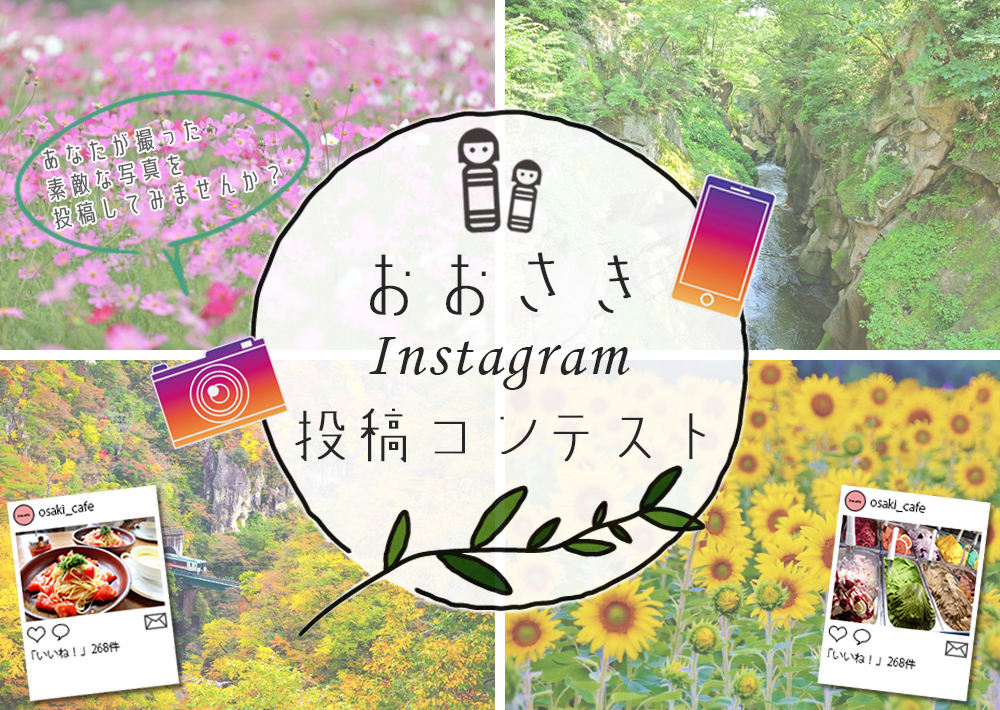 あなたが撮った
素敵な写真を
投稿してみませんか？
おおさき
Instagram
投稿コンテスト
osaki_cafe
「いいね！」268件
osaki_cafe
「いいね！」268件